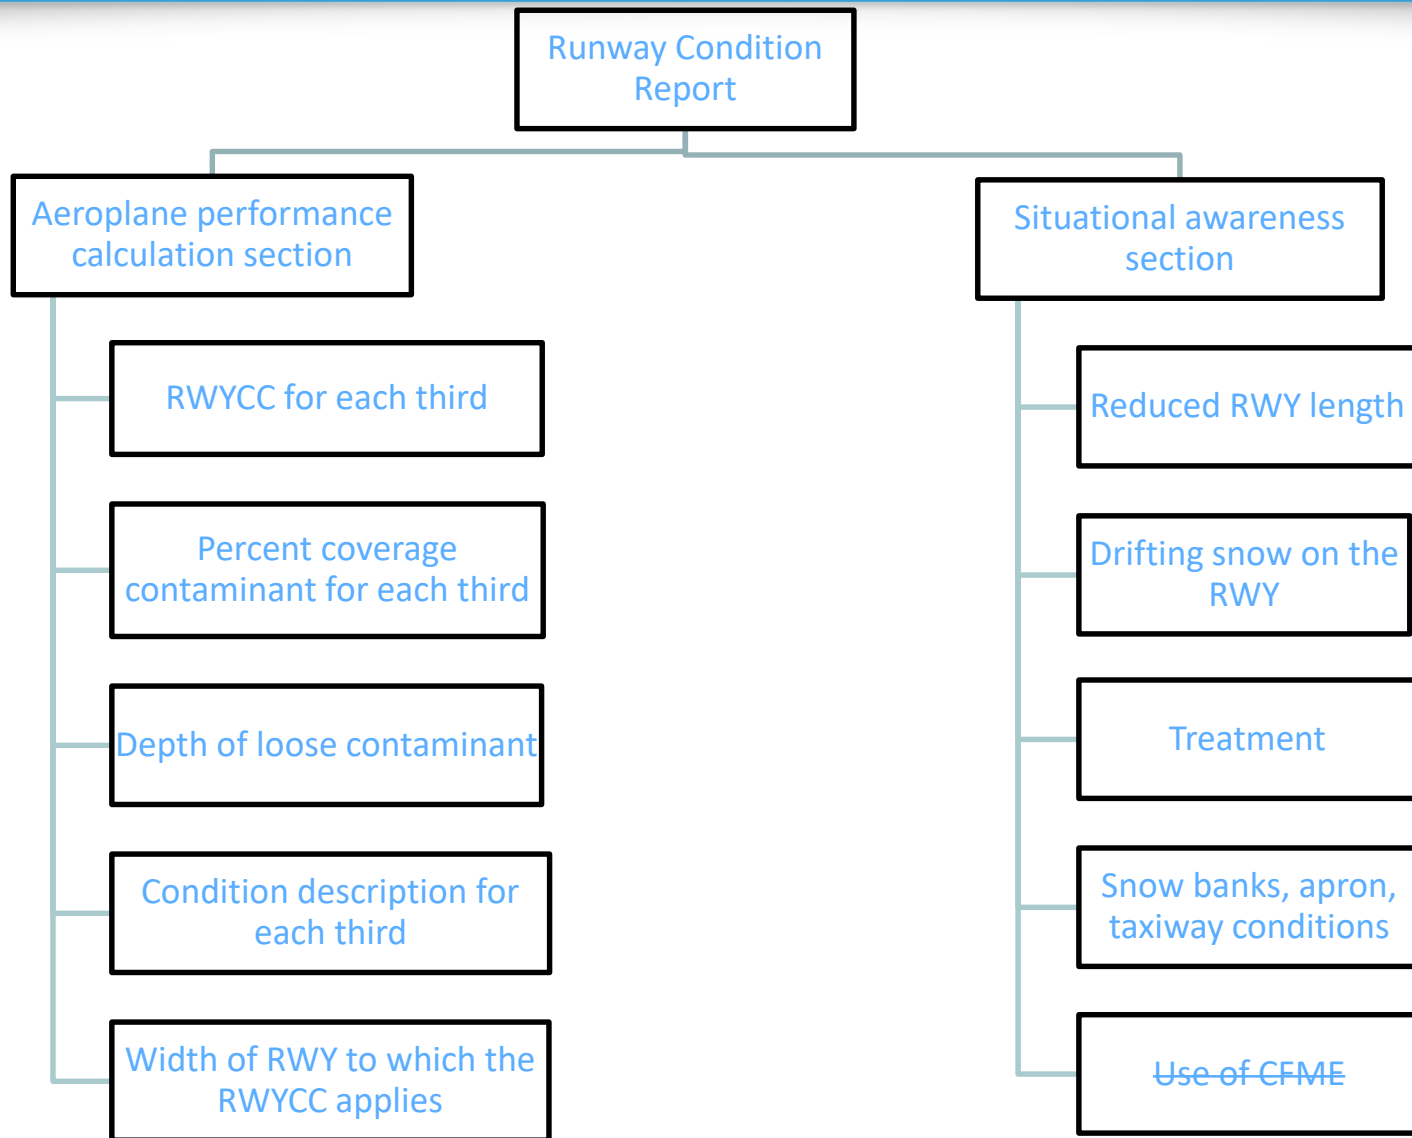 Runway Condition
Report
Aeroplane performance
calculation section
RWYCC for each third
Percent coverage
contaminant for each third
Depth of loose contaminant
Condition description for
each third
Width of RWY to which the
RWYCC applies
Situational awareness
section
Reduced RWY length
Drifting snow on the
RWY
Treatment
Snow banks, apron,
taxiway conditions
Use of CFME